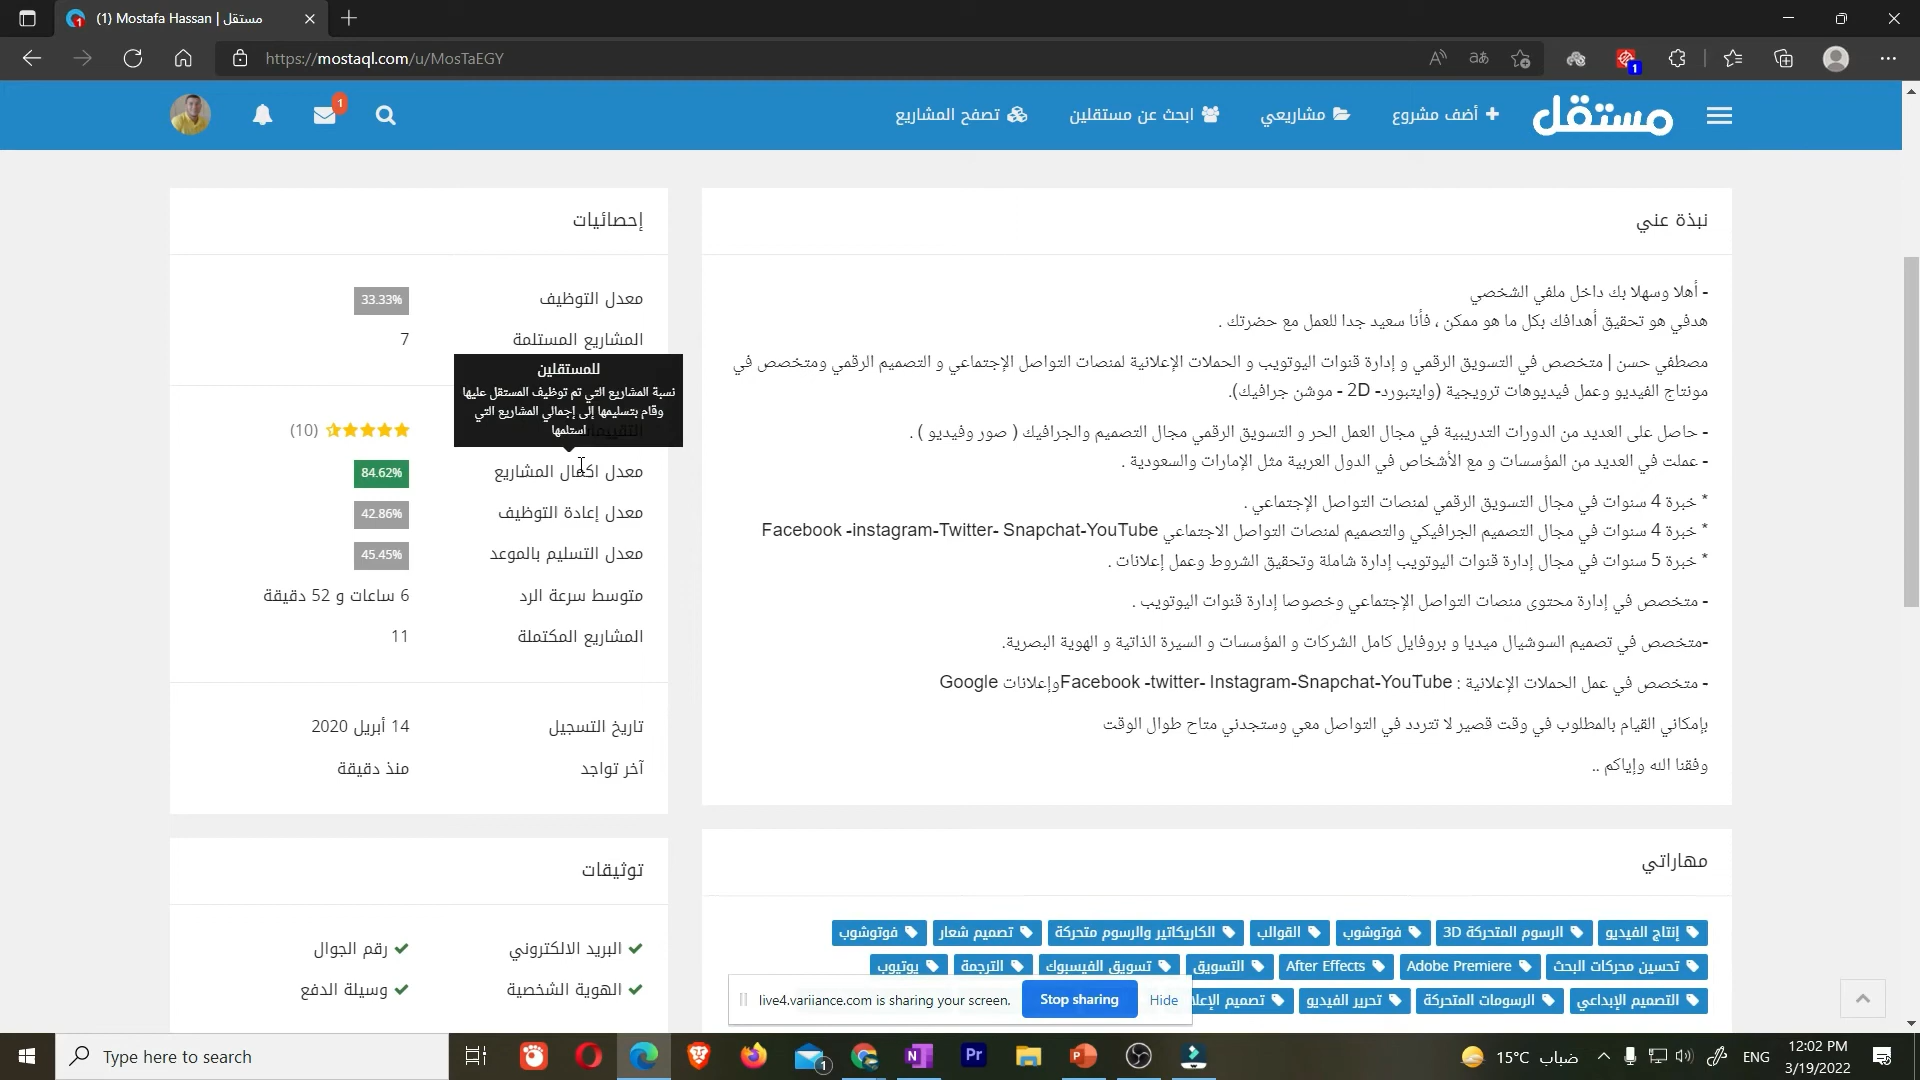 (1) Mostafa Hassan | مستقل
https://mostaql.com/u/MosTaEGY
1
مستقل
أضف مشروع
مشاريعي
ابحث عن مستقلين
تصفح المشاريع
1
نبذة عني
- أهلا وسهلا بك داخل ملفي الشخصي
هدفي هو تحقيق أهدافك بكل ما هو ممكن ، فأنا سعيد جدا للعمل مع حضرتك .
مصطفي حسن | متخصص في التسويق الرقمي و إدارة قنوات اليوتويب و الحملات الإعلانية لمنصات التواصل الإجتماعي و التصميم الرقمي ومتخصص في
مونتاج الفيديو وعمل فيديوهات ترويجية (وايتبورد- 2D - موشن جرافيك).
- حاصل على العديد من الدورات التدريبية في مجال العمل الحر و التسويق الرقمي مجال التصميم والجرافيك ( صور وفيديو ) .
- عملت في العديد من المؤسسات و مع الأشخاص في الدول العربية مثل الإمارات والسعودية .
* خبرة 4 سنوات في مجال التسويق الرقمي لمنصات التواصل الإجتماعي .
* خبرة 4 سنوات في مجال التصميم الجرافيكي والتصميم لمنصات التواصل الاجتماعي Facebook -instagram-Twitter- Snapchat-YouTube
* خبرة 5 سنوات في مجال إدارة قنوات اليوتويب إدارة شاملة وتحقيق الشروط وعمل إعلانات .
- متخصص في إدارة محتوى منصات التواصل الإجتماعي وخصوصا إدارة قنوات اليوتويب .
-متخصص في تصميم السوشيال ميديا و بروفايل كامل الشركات و المؤسسات و السيرة الذاتية و الهوية البصرية.
- متخصص في عمل الحملات الإعلانية : Facebook -twitter- Instagram-Snapchat-YouTubeوإعلانات Google
بإمكاني القيام بالمطلوب في وقت قصير لا تتردد في التواصل معي وستجدني متاح طوال الوقت
وفقنا الله وإياكم ..
إحصائيات
معدل التوظيف 33.33%
المشاريع المستلمة 7
للمستقلين
نسبة المشاريع التي تم توظيف المستقل عليها
وقام بتسليمها إلى إجمالي المشاريع التي
استلمها
التقييمات (10)
معدل اكمال المشاريع 84.62%
معدل إعادة التوظيف 42.86%
معدل التسليم بالموعد 45.45%
متوسط سرعة الرد 6 ساعات و 52 دقيقة
المشاريع المكتملة 11
تاريخ التسجيل 14 أبريل 2020
آخر تواجد منذ دقيقة
توثيقات
البريد الالكتروني رقم الجوال
الهوية الشخصية وسيلة الدفع
مهاراتي
إنتاج الفيديو الرسوم المتحركة 3D فوتوشوب القوالب الكاريكاتير والرسوم متحركة تصميم شعار فوتوشوب
تحسين محركات البحث Adobe Premiere After Effects التسويق تسويق الفيسبوك الترجمة يوتيوب
التصميم الإبداعي الرسومات المتحركة تحرير الفيديو تصميم الإعلا
live4.variiance.com is sharing your screen. Stop sharing Hide
Type here to search
1
15°C ضباب
ENG
12:02 PM
3/19/2022